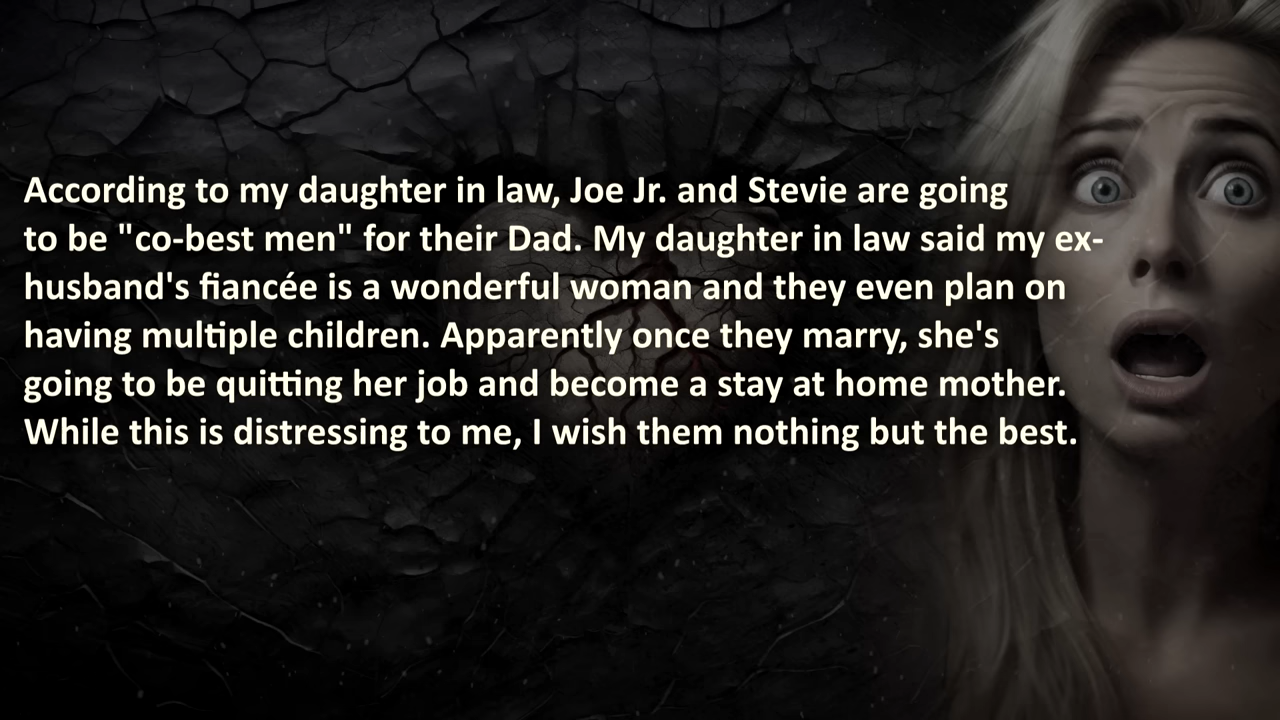 According to my daughter in law, Joe Jr. and Stevie are going
to be "co-best men" for their Dad. My daughter in law said my ex-
husband's fiancée is a wonderful woman and they even plan on
having multiple children. Apparently once they marry, she's
going to be quitting her job and become a stay at home mother.
While this is distressing to me, I wish them nothing but the best.